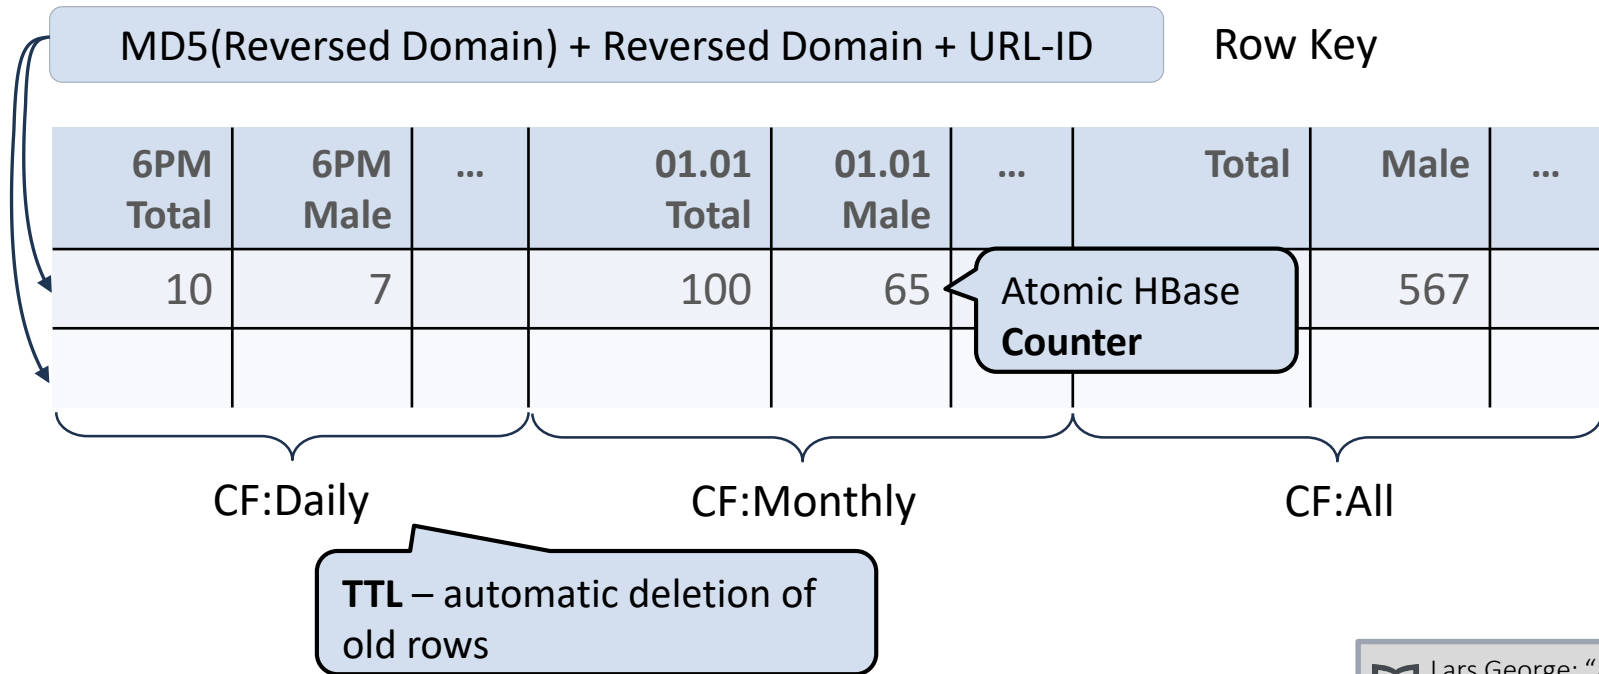 MD5(Reversed Domain) + Reversed Domain + URL-ID
Row Key
6PM Total
6PM Male
...
01.01 Total
01.01 Male
...
Total
Male
...
10
7
100
65
567
Atomic HBase
Counter
CF:Daily
CF:Monthly
CF:All
TTL – automatic deletion of
old rows
Lars George: “